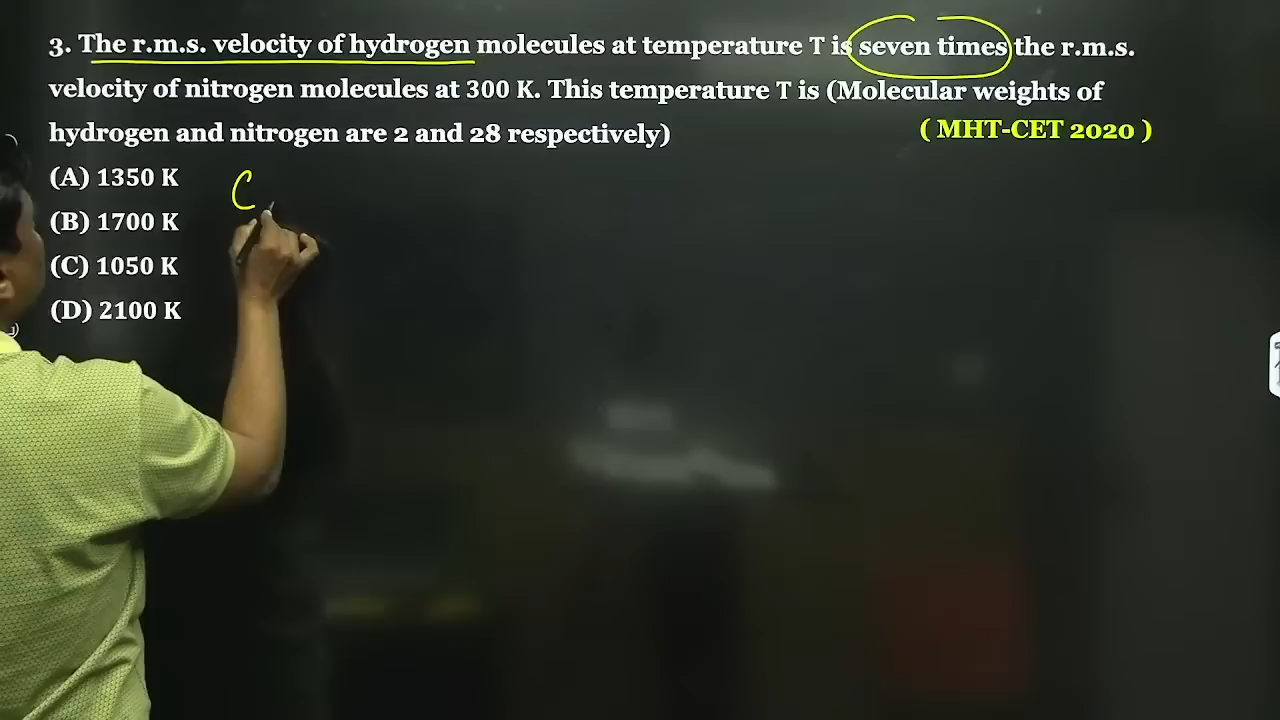 3. The r.m.s. velocity of hydrogen molecules at temperature T is seven times the r.m.s.
velocity of nitrogen molecules at 300 K. This temperature T is (Molecular weights of
hydrogen and nitrogen are 2 and 28 respectively)
( MHT-CET 2020 )
(A) 1350 K
C
(B) 1700 K
(C) 1050 K
(D) 2100 K